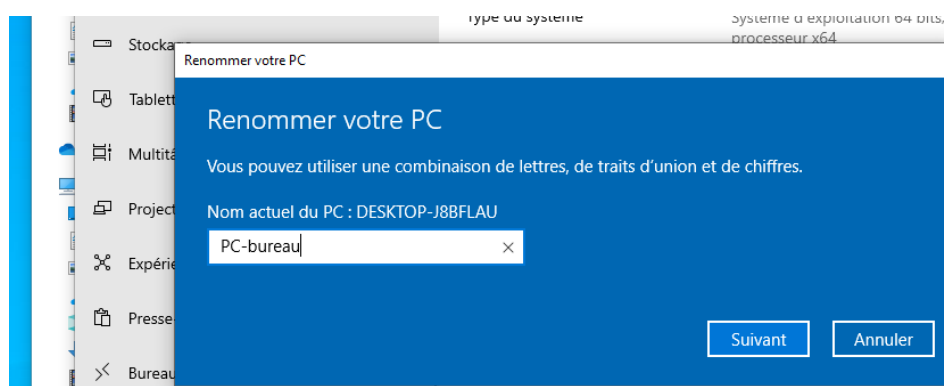 Type du système
Système d'exploitation 64 bits,
processeur x64
Renommer votre PC
Renommer votre PC
Vous pouvez utiliser une combinaison de lettres, de traits d'union et de chiffres.
Nom actuel du PC : DESKTOP-J8BFLAU
PC-bureau
Suivant
Annuler
Stocka
Tablett
Multitâ
Project
Expérie
Presse
Bureau